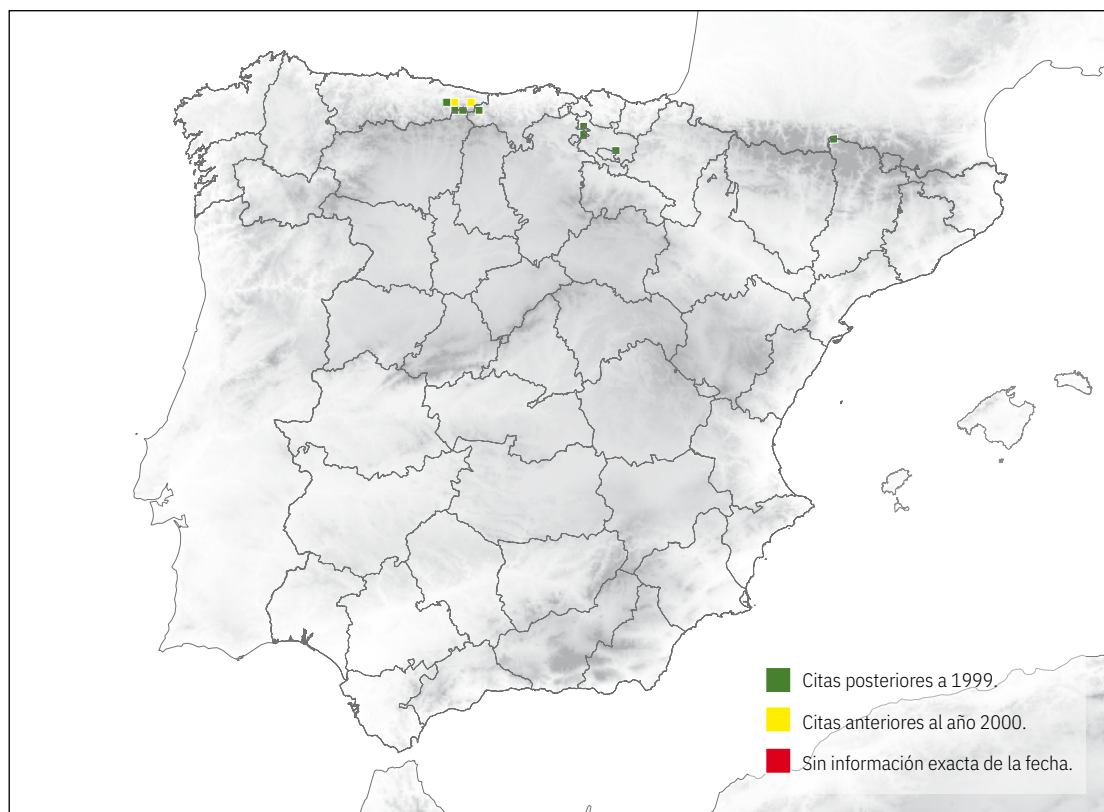 Citas posteriores a 1999.
Citas anteriores al año 2000.
Sin información exacta de la fecha.